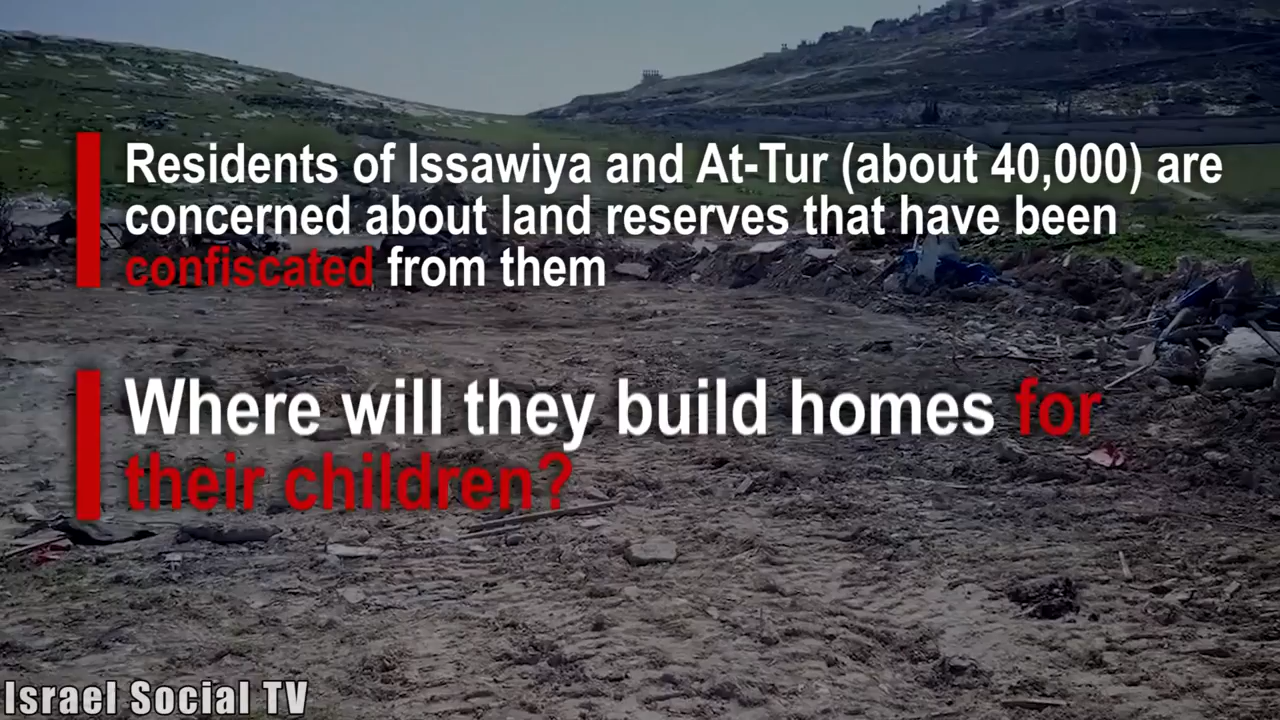 Residents of Issawiya and At-Tur (about 40,000) are
concerned about land reserves that have been
confiscated from them
Where will they build homes for
their children?
Israel Social TV